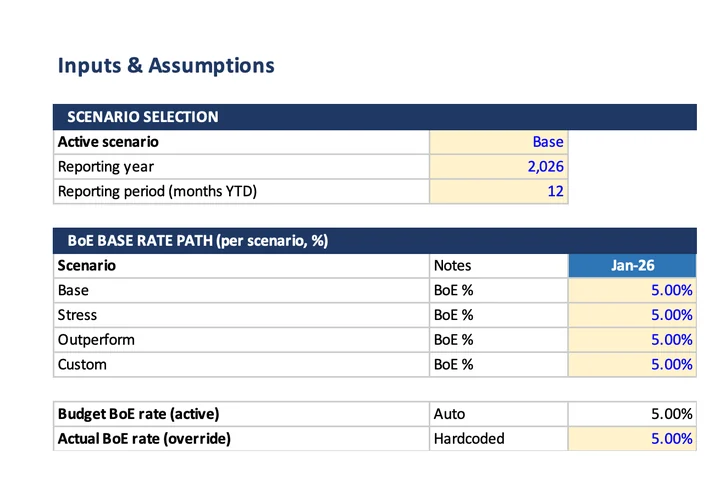 Inputs & Assumptions
SCENARIO SELECTION
Active scenario Base
Reporting year 2,026
Reporting period (months YTD) 12
BoE BASE RATE PATH (per scenario, %)
Scenario Notes Jan-26
Base BoE % 5.00%
Stress BoE % 5.00%
Outperform BoE % 5.00%
Custom BoE % 5.00%
Budget BoE rate (active) Auto 5.00%
Actual BoE rate (override) Hardcoded 5.00%